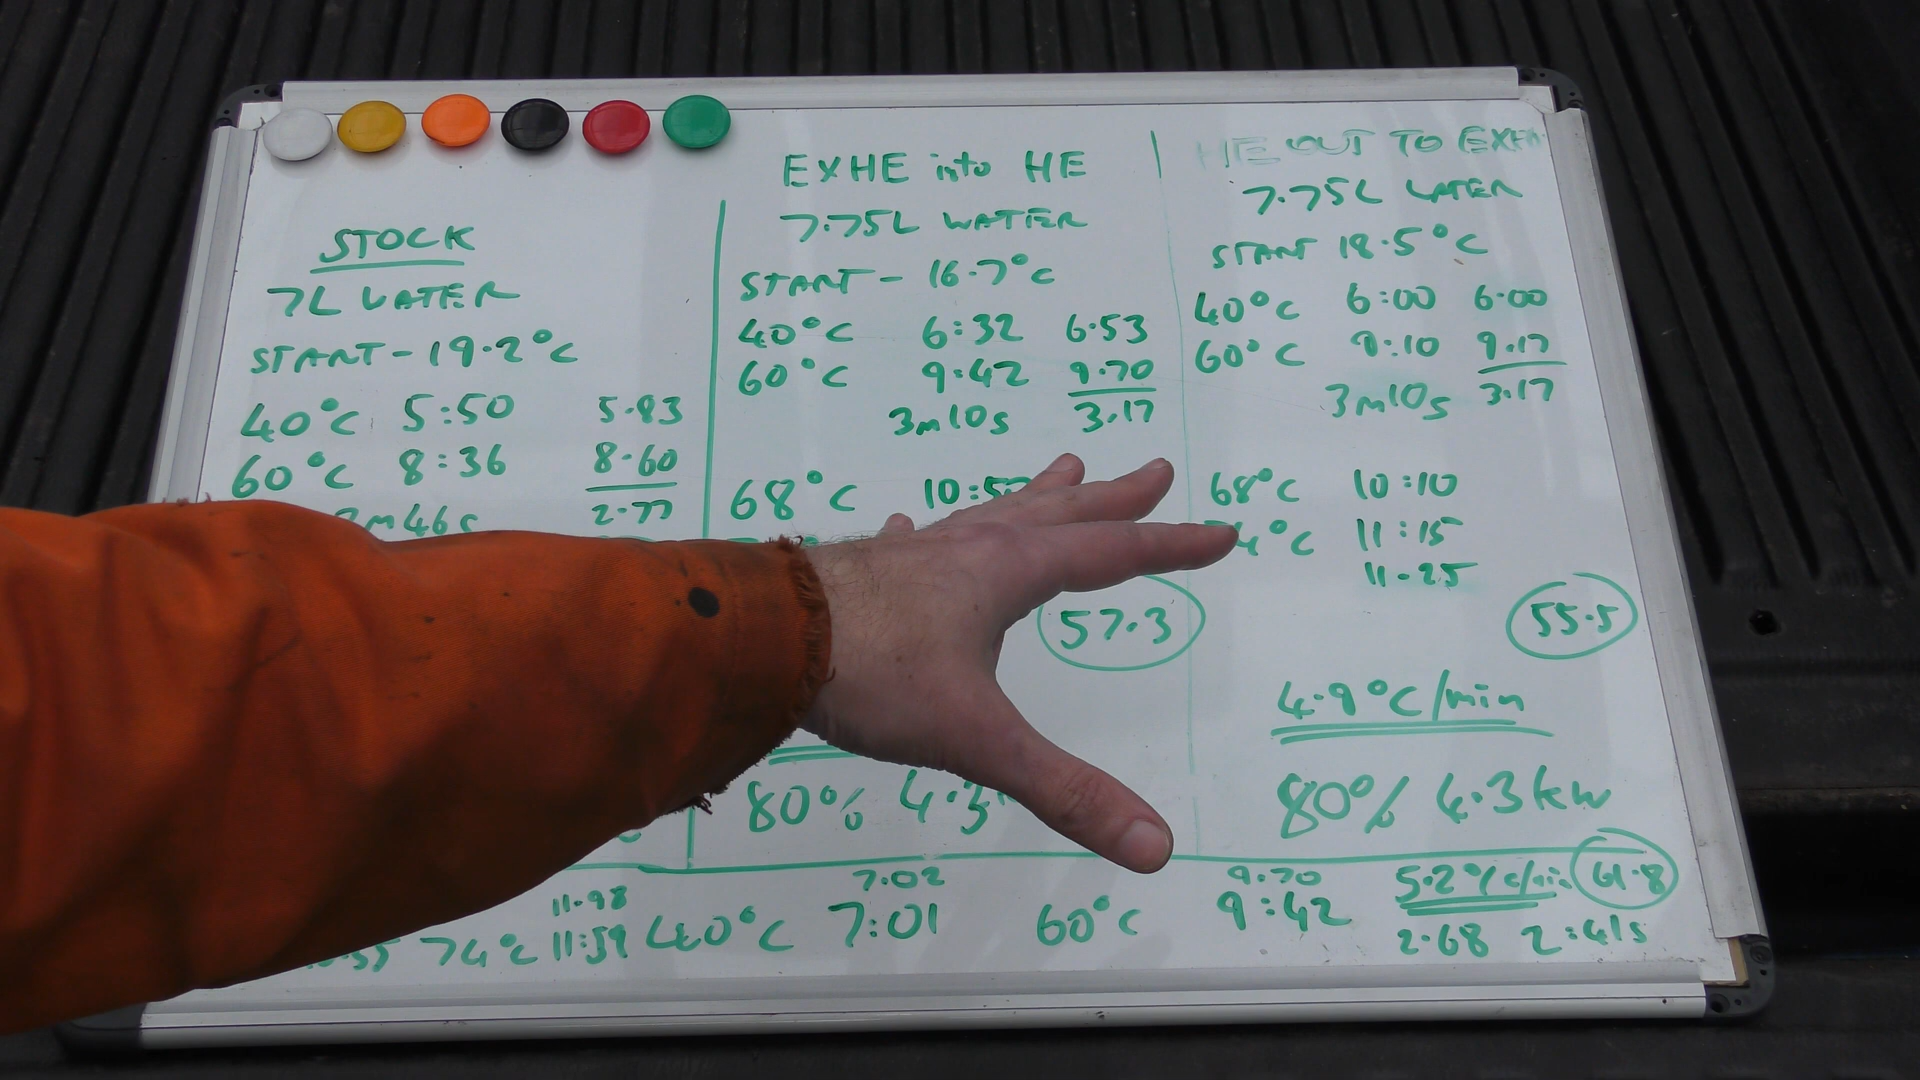 STOCK
7L WATER
START - 19.2°C
40°C 5:50 5.83
60°C 8:36 8.60
m46s 2.77
EXHE into HE
7.75L WATER
START - 16.7°C
40°C 6:32 6.53
60°C 9:42 9.70
3m10s 3.17
68°C
57.3
80%
HE OUT TO
7.75L WATER
START 18.5°C
40°C 6:00 6.00
60°C 9:10 9.17
3m10s 3.17
68°C 10:10
4°C 11:15
11.25
55.5
4.9°C/min
80% 4.3kW
11.98 7.02 9.70 5.2°C/min 61.8
74°C 11:59 40°C 7:01 60°C 9:42 2.68 2:41s